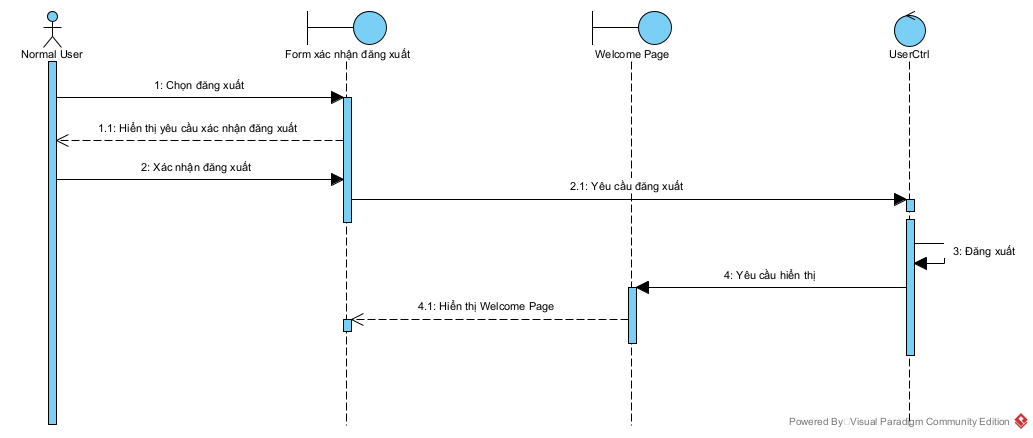 Normal User
Form xác nhận đăng xuất
Welcome Page
UserCtrl
1: Chọn đăng xuất
1.1: Hiển thị yêu cầu xác nhận đăng xuất
2: Xác nhận đăng xuất
2.1: Yêu cầu đăng xuất
3: Đăng xuất
4: Yêu cầu hiển thị
4.1: Hiển thị Welcome Page
Powered By Visual Paradigm Community Edition